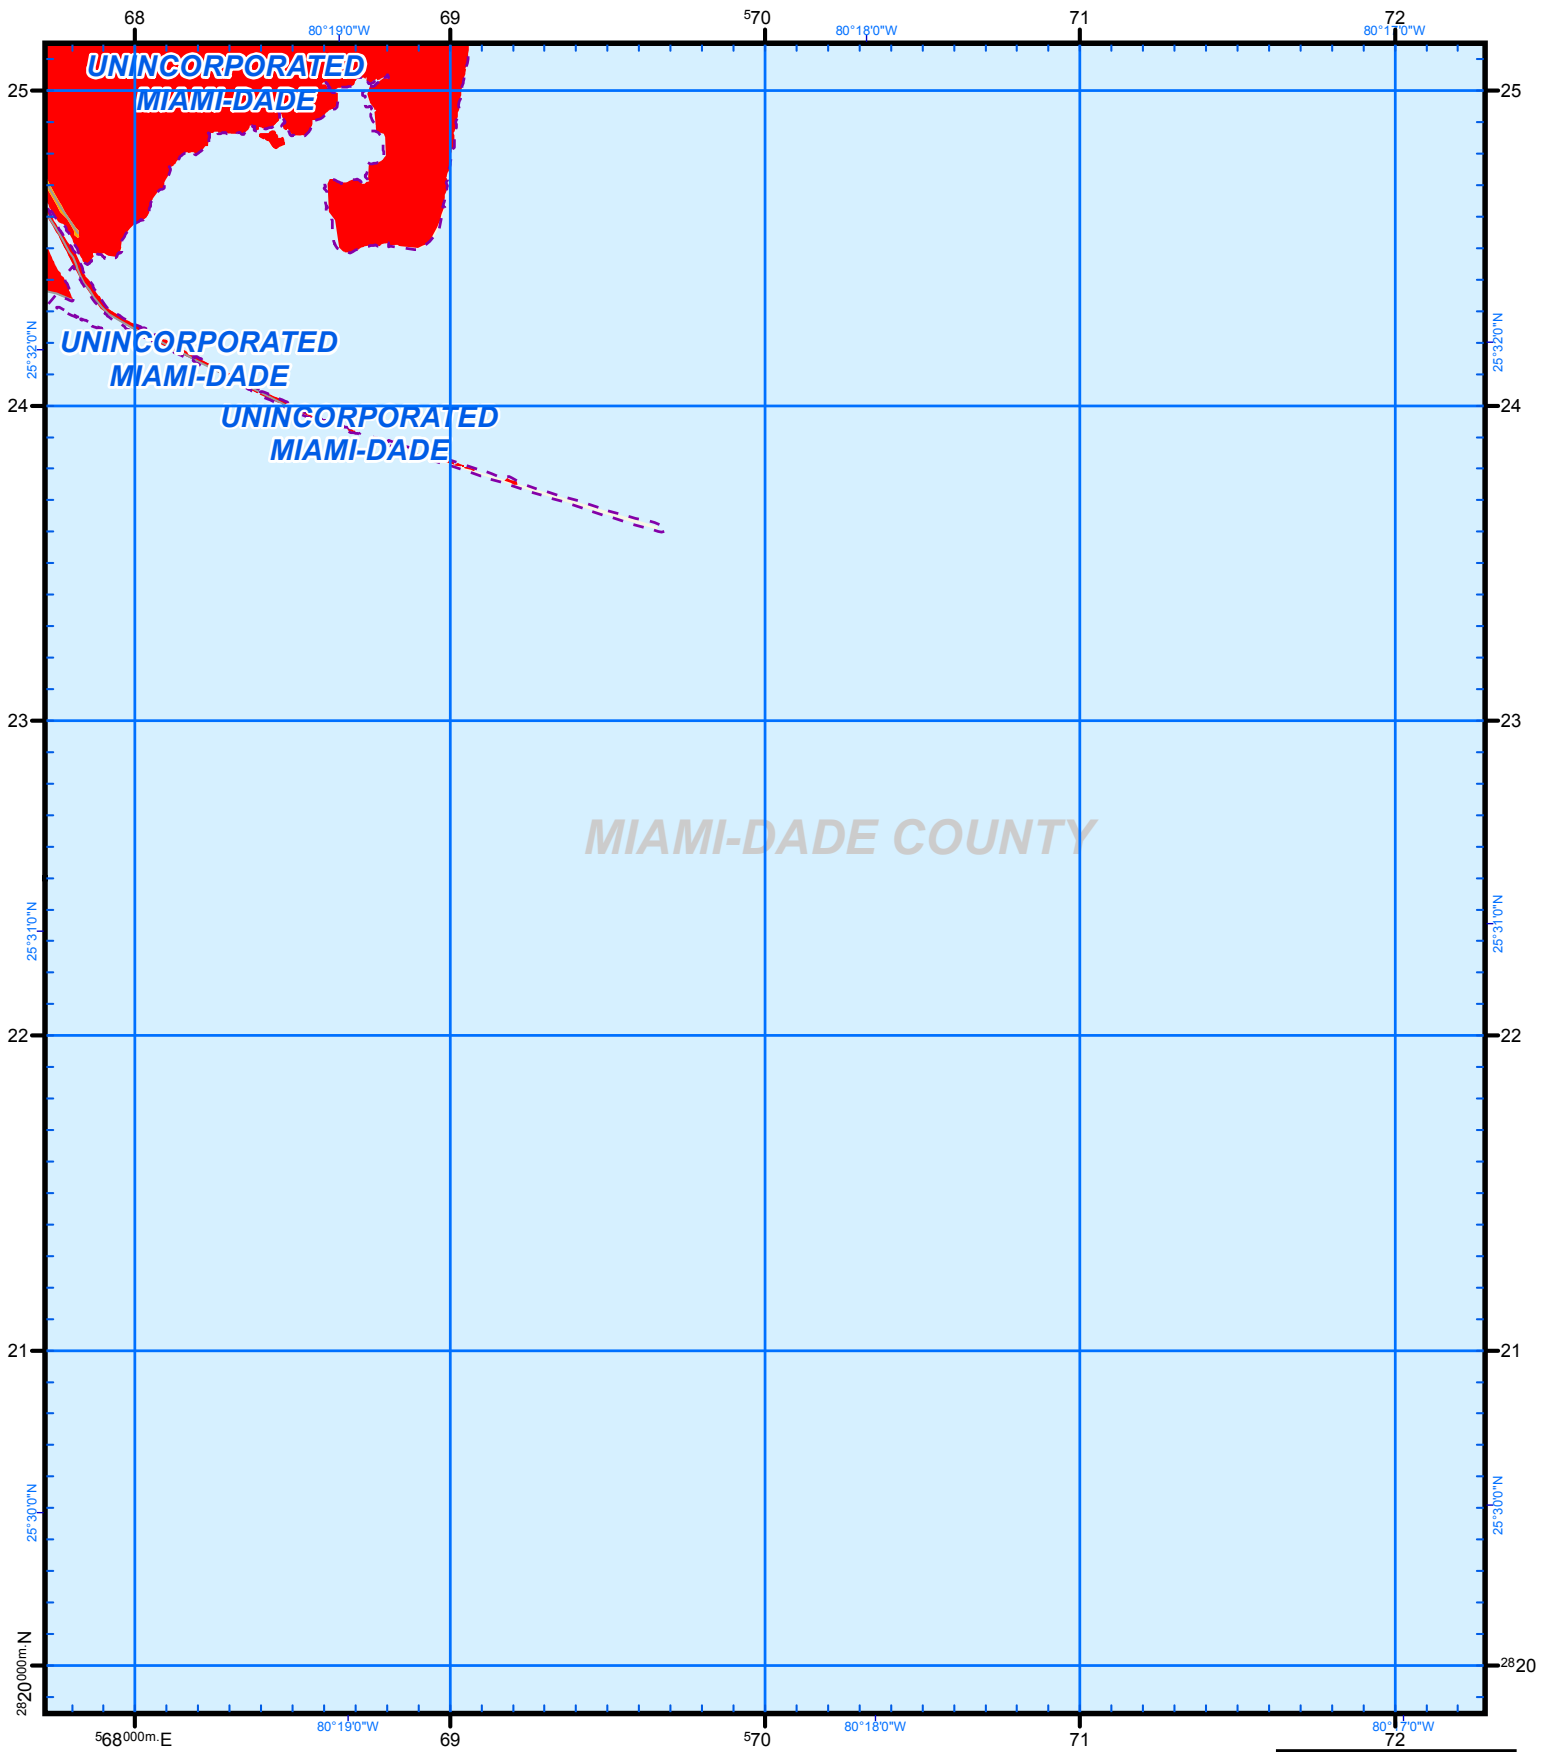 68 69 570 71 72
80°19'0"W 80°18'0"W 80°17'0"W
UNINCORPORATED
MIAMI-DADE
25 25
25°32'0"N 25°32'0"N
UNINCORPORATED
MIAMI-DADE
24 24
UNINCORPORATED
MIAMI-DADE
23 23
MIAMI-DADE COUNTY
25°31'0"N 25°31'0"N
22 22
21 21
25°30'0"N 25°30'0"N
2820000m.N 2820
80°19'0"W 80°18'0"W 80°17'0"W
568000m.E 69 570 71 72